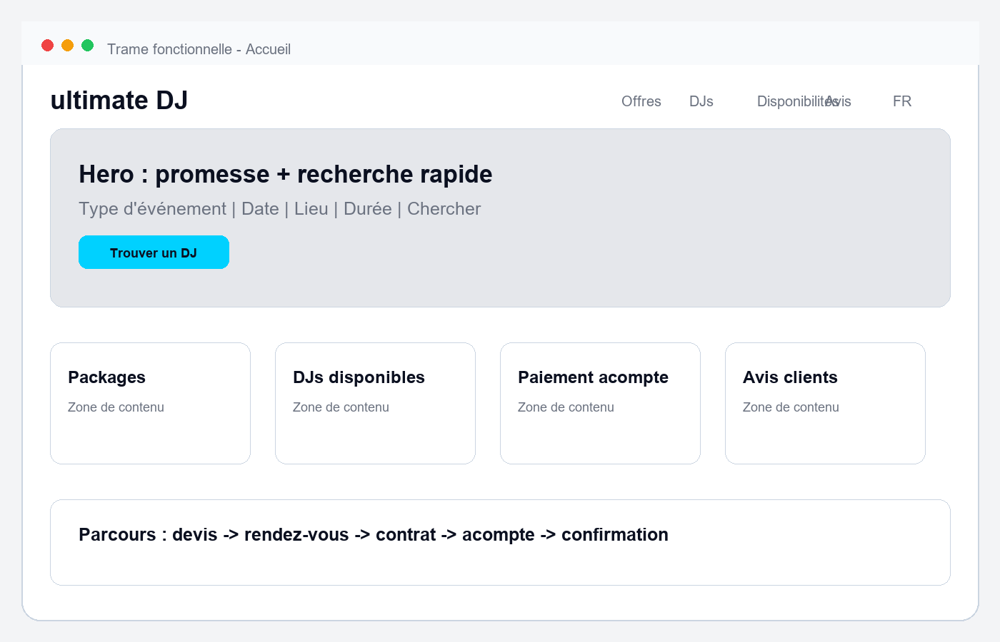 Trame fonctionnelle - Accueil
ultimate DJ
Offres DJs Disponibilités Avis FR
Hero : promesse + recherche rapide
Type d'événement | Date | Lieu | Durée | Chercher
Trouver un DJ
Packages
Zone de contenu
DJs disponibles
Zone de contenu
Paiement acompte
Zone de contenu
Avis clients
Zone de contenu
Parcours : devis -> rendez-vous -> contrat -> acompte -> confirmation